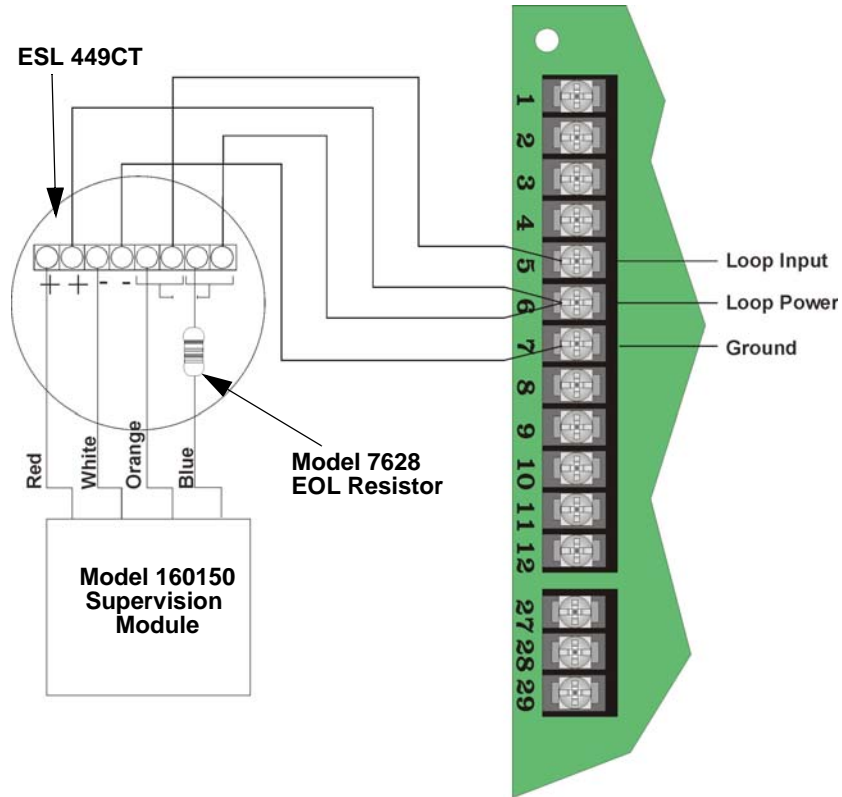 ESL 449CT
1
2
3
4
5
6
7
8
9
10
11
12
27
28
29
Loop Input
Loop Power
Ground
+ + - -
Red
White
Orange
Blue
Model 7628
EOL Resistor
Model 160150
Supervision
Module